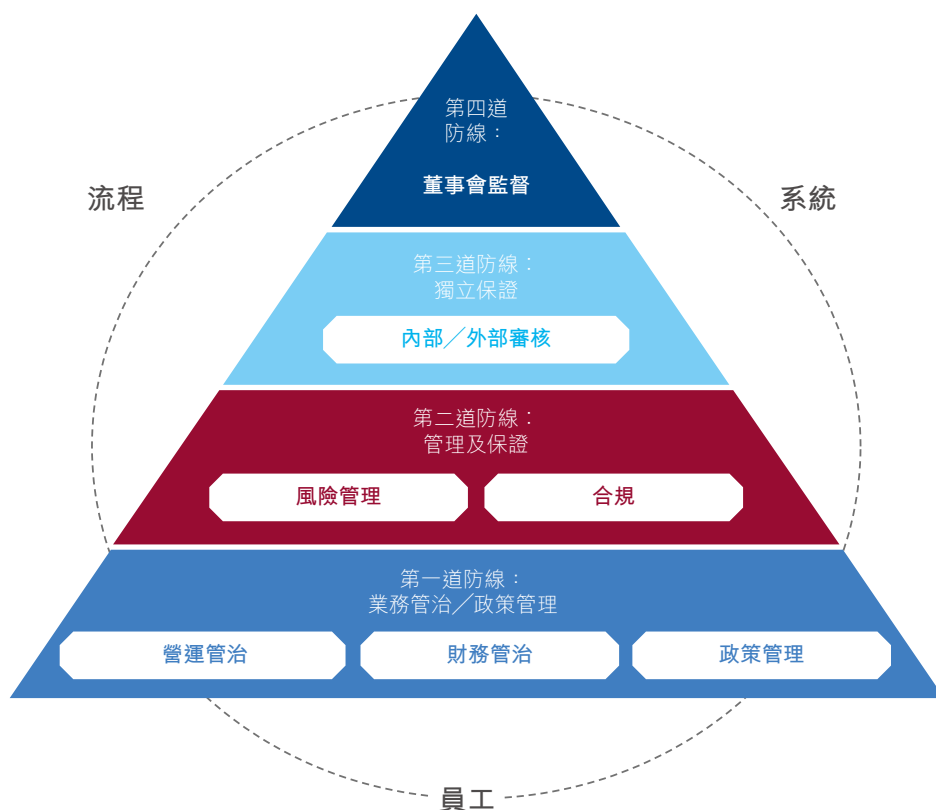 第四道
防線：
董事會監督
流程
系統
第三道防線：
獨立保證
內部／外部審核
第二道防線：
管理及保證
風險管理
合規
第一道防線：
業務管治／政策管理
營運管治
財務管治
政策管理
員工